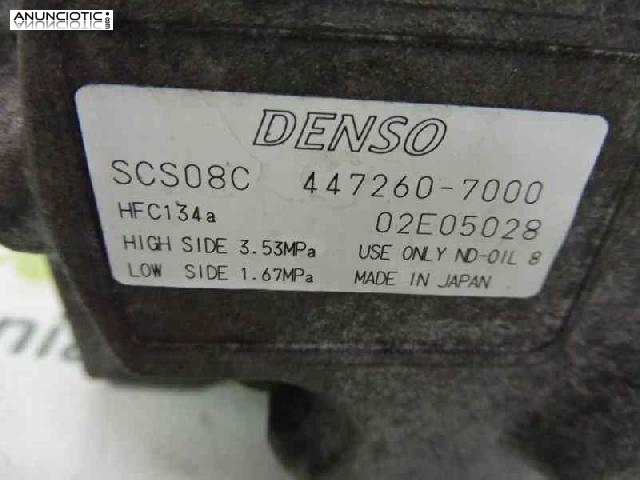 ANUNCIOTIC.com
DENSO
SCS08C 447260-7000
HFC134a 02E05028
HIGH SIDE 3.53MPa USE ONLY ND-OIL 8
LOW SIDE 1.67MPa MADE IN JAPAN